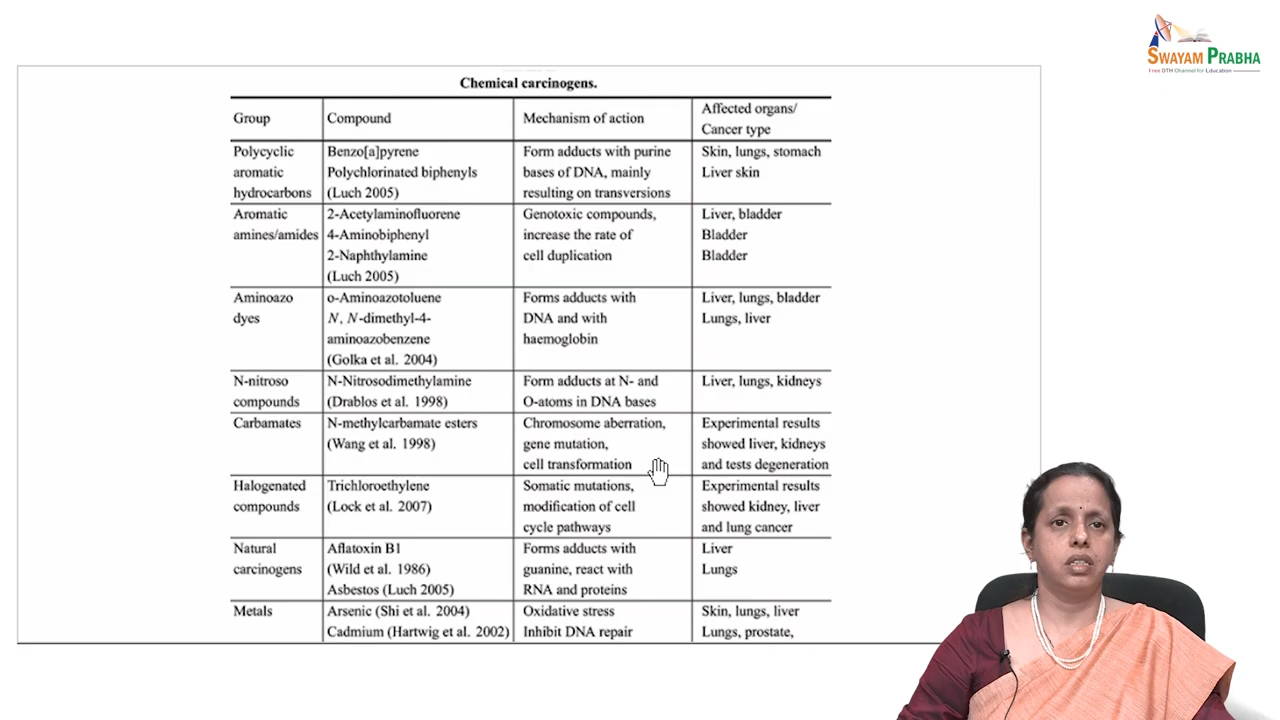 SWAYAM PRABHA
Free DTH Channel for Education
Chemical carcinogens.
Group Compound Mechanism of action Affected organs/
Cancer type
Polycyclic Benzo[a]pyrene Form adducts with purine Skin, lungs, stomach
aromatic Polychlorinated biphenyls bases of DNA, mainly Liver skin
hydrocarbons (Luch 2005) resulting on transversions
Aromatic 2-Acetylaminofluorene Genotoxic compounds, Liver, bladder
amines/amides 4-Aminobiphenyl increase the rate of Bladder
2-Naphthylamine cell duplication Bladder
(Luch 2005)
Aminoazo o-Aminoazotoluene Forms adducts with Liver, lungs, bladder
dyes N, N-dimethyl-4- DNA and with Lungs, liver
aminoazobenzene haemoglobin
(Golka et al. 2004)
N-nitroso N-Nitrosodimethylamine Form adducts at N- and Liver, lungs, kidneys
compounds (Drablos et al. 1998) O-atoms in DNA bases
Carbamates N-methylcarbamate esters Chromosome aberration, Experimental results
(Wang et al. 1998) gene mutation, showed liver, kidneys
cell transformation and tests degeneration
Halogenated Trichloroethylene Somatic mutations, Experimental results
compounds (Lock et al. 2007) modification of cell showed kidney, liver
cycle pathways and lung cancer
Natural Aflatoxin B1 Forms adducts with Liver
carcinogens (Wild et al. 1986) guanine, react with Lungs
Asbestos (Luch 2005) RNA and proteins
Metals Arsenic (Shi et al. 2004) Oxidative stress Skin, lungs, liver
Cadmium (Hartwig et al. 2002) Inhibit DNA repair Lungs, prostate,